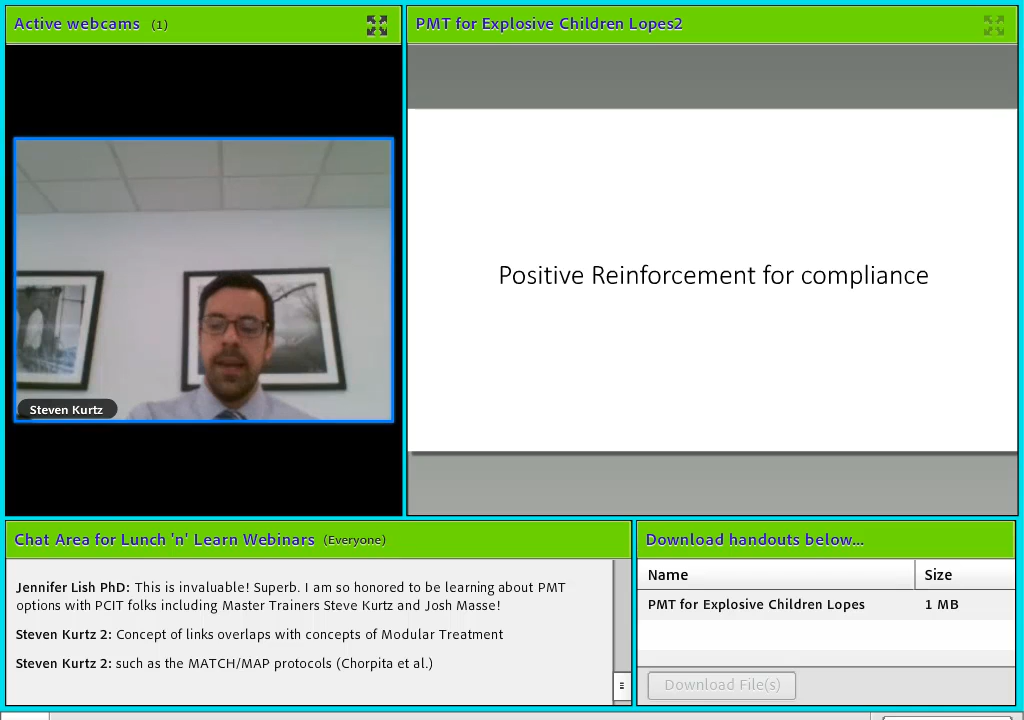 Active webcams (1)
PMT for Explosive Children Lopes2
Positive Reinforcement for compliance
Steven Kurtz
Chat Area for Lunch 'n' Learn Webinars (Everyone)
Jennifer Lish PhD: This is invaluable! Superb. I am so honored to be learning about PMT
options with PCIT folks including Master Trainers Steve Kurtz and Josh Masse!
Steven Kurtz 2: Concept of links overlaps with concepts of Modular Treatment
Steven Kurtz 2: such as the MATCH/MAP protocols (Chorpita et al.)
Download handouts below...
Name Size
PMT for Explosive Children Lopes 1 MB
Download File(s)